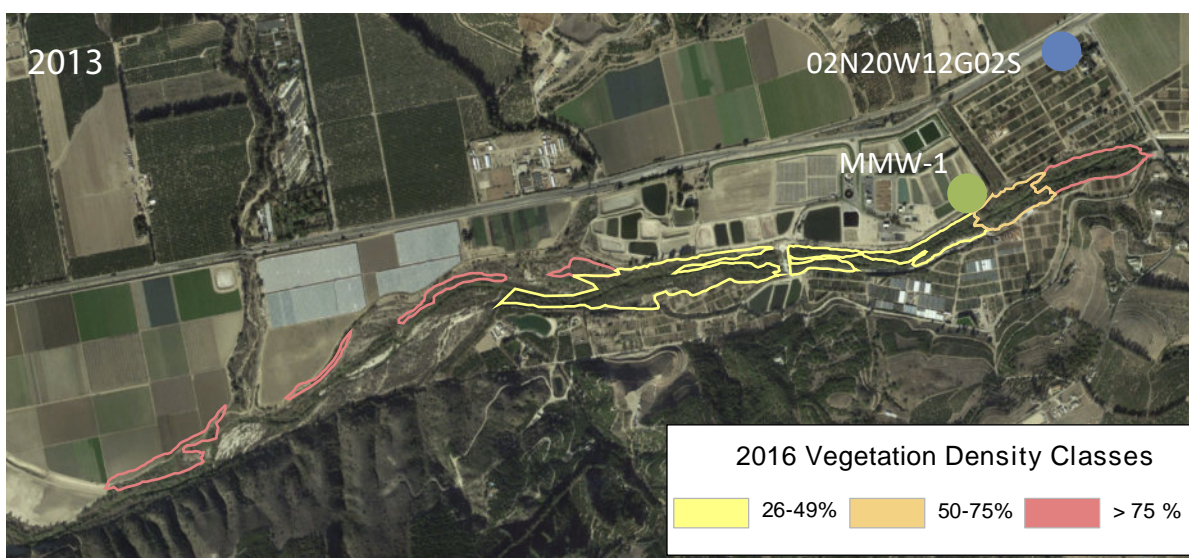 2013
02N20W12G02S
MMW-1
2016 Vegetation Density Classes
26-49% 50-75% > 75 %